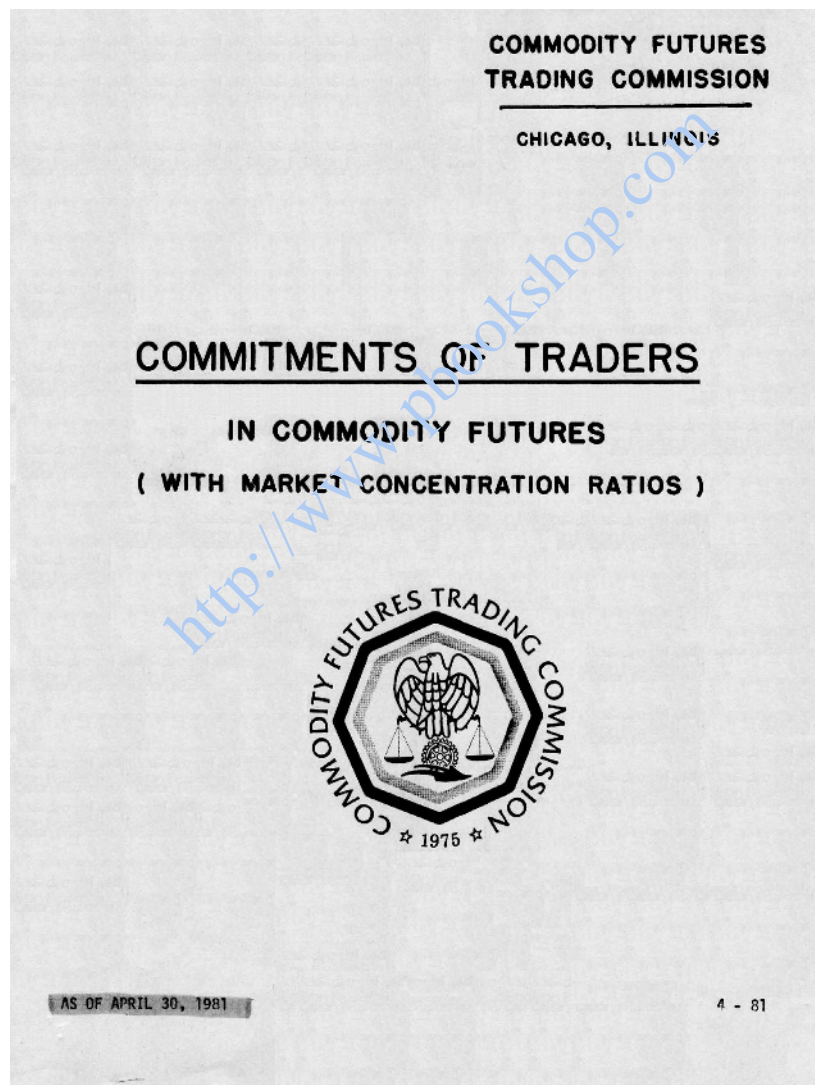 COMMODITY FUTURES
TRADING COMMISSION
CHICAGO, ILLINOIS
COMMITMENTS OF TRADERS
IN COMMODITY FUTURES
( WITH MARKET CONCENTRATION RATIOS )
http://www.pbookshop.com
COMMODITY FUTURES TRADING COMMISSION
☆ 1975 ☆
AS OF APRIL 30, 1981
4 - 81